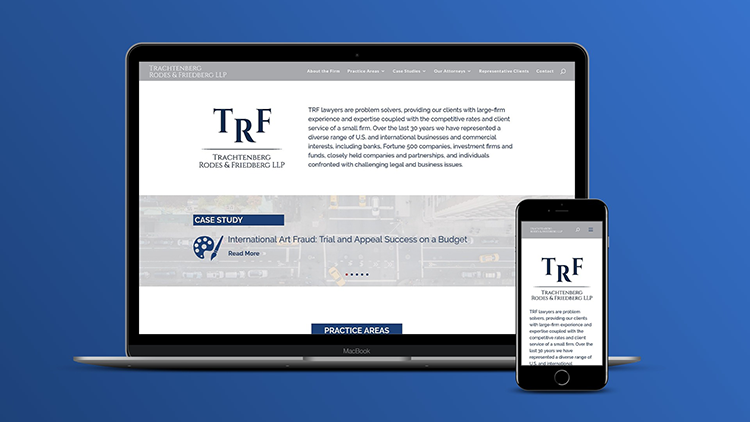 TRACHTENBERG
RODES & FRIEDBERG LLP
About the Firm Practice Areas Case Studies Our Attorneys Representative Clients Contact
TRF
TRACHTENBERG
RODES & FRIEDBERG LLP
TRF lawyers are problem solvers, providing our clients with large-firm
experience and expertise coupled with the competitive rates and client
service of a small firm. Over the last 30 years we have represented a
diverse range of U.S. and international businesses and commercial
interests, including banks, Fortune 500 companies, investment firms and
funds, closely held companies and partnerships, and individuals
confronted with challenging legal and business issues.
CASE STUDY
International Art Fraud: Trial and Appeal Success on a Budget
Read More
PRACTICE AREAS
MacBook
TRACHTENBERG
RODES & FRIEDBERG LLP
TRF
TRACHTENBERG
RODES & FRIEDBERG LLP
TRF lawyers are problem
solvers, providing our clients
with large-firm experience and
expertise coupled with the
competitive rates and client
service of a small firm. Over the
last 30 years we have
represented a diverse range of
U.S. and international